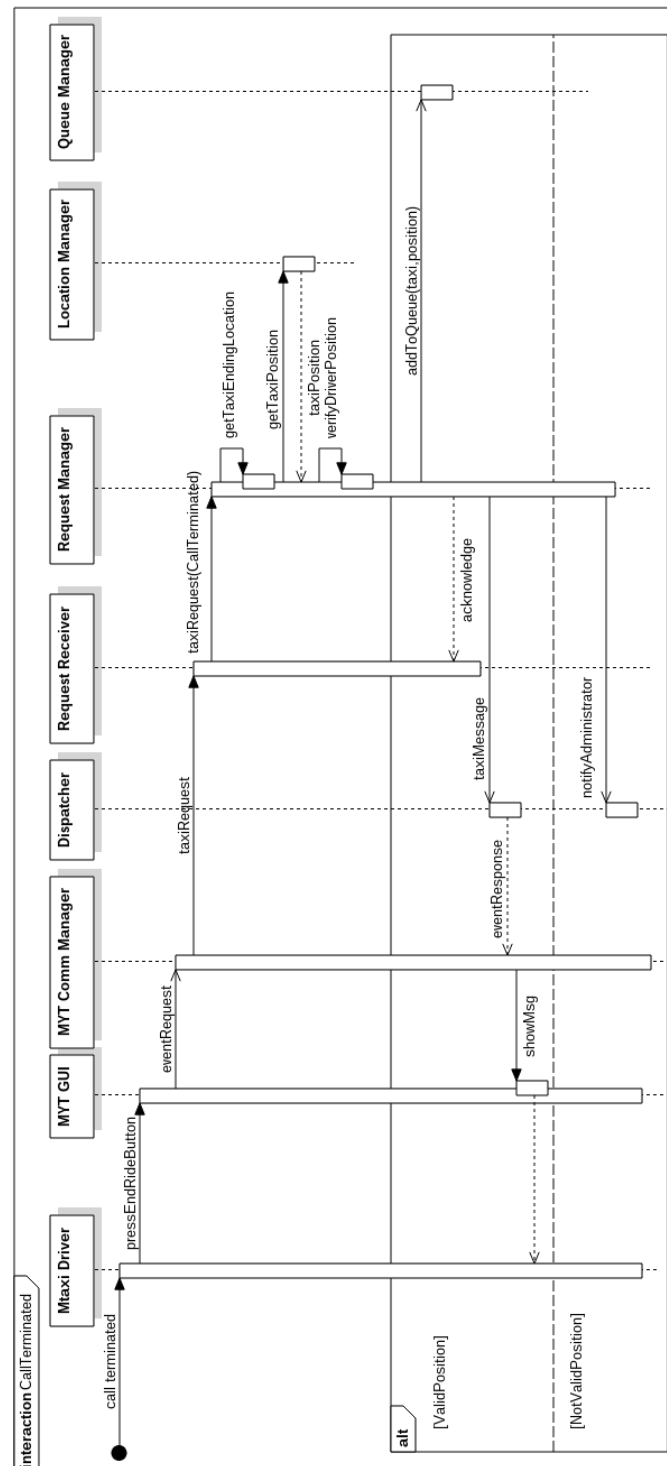 interaction CallTerminated
Mtaxi Driver
MYT GUI
MYT Comm Manager
Dispatcher
Request Receiver
Request Manager
Location Manager
Queue Manager
call terminated
pressEndRideButton
eventRequest
taxiRequest
taxiRequest(CallTerminated)
getTaxiEndingLocation
getTaxiPosition
taxiPosition
verifyDriverPosition
alt
[ValidPosition]
addToQueue(taxi,position)
acknowledge
taxiMessage
eventResponse
showMsg
[NotValidPosition]
notifyAdministrator